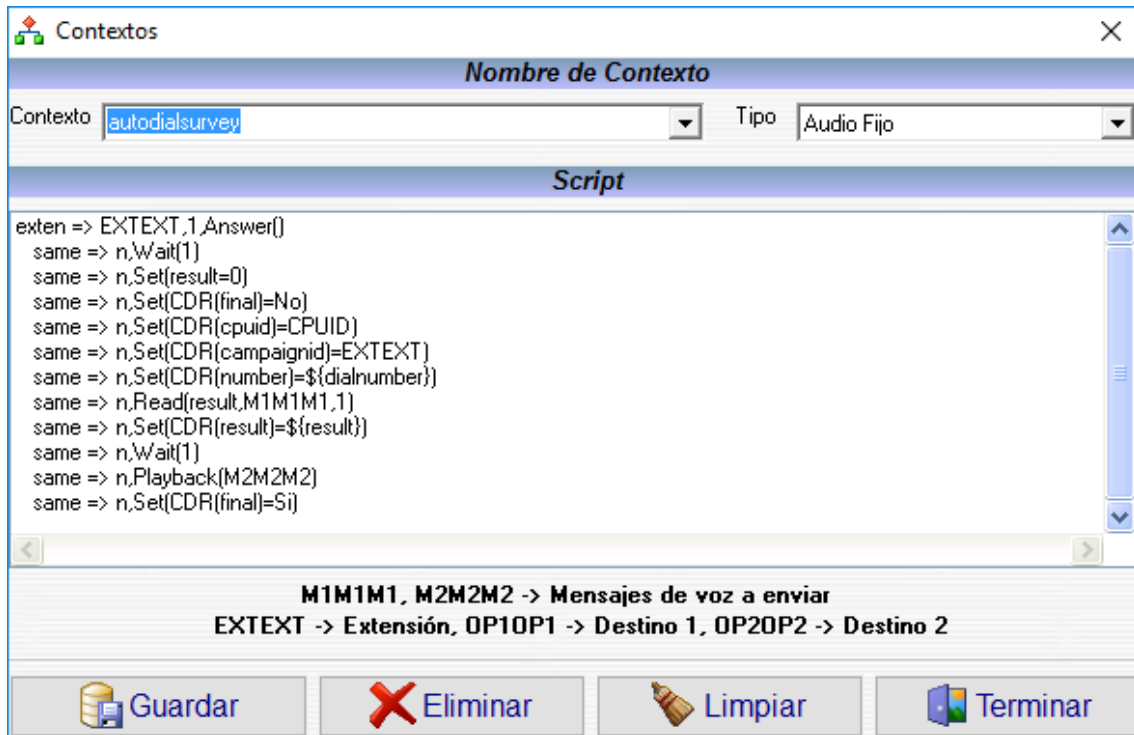 Contextos
Nombre de Contexto
Contexto autodialsurvey Tipo Audio Fijo
Script
exten => EXTEXT,1,Answer()
same => n,Wait(1)
same => n,Set(result=0)
same => n,Set(CDR(final)=No)
same => n,Set(CDR(cpuid)=CPUID)
same => n,Set(CDR(campaignid)=EXTEXT)
same => n,Set(CDR(number)=${dialnumber})
same => n,Read(result,M1M1M1,1)
same => n,Set(CDR(result)=${result})
same => n,Wait(1)
same => n,Playback(M2M2M2)
same => n,Set(CDR(final)=Si)
M1M1M1, M2M2M2 -> Mensajes de voz a enviar
EXTEXT -> Extensión, OP1OP1 -> Destino 1, OP2OP2 -> Destino 2
Guardar Eliminar Limpiar Terminar